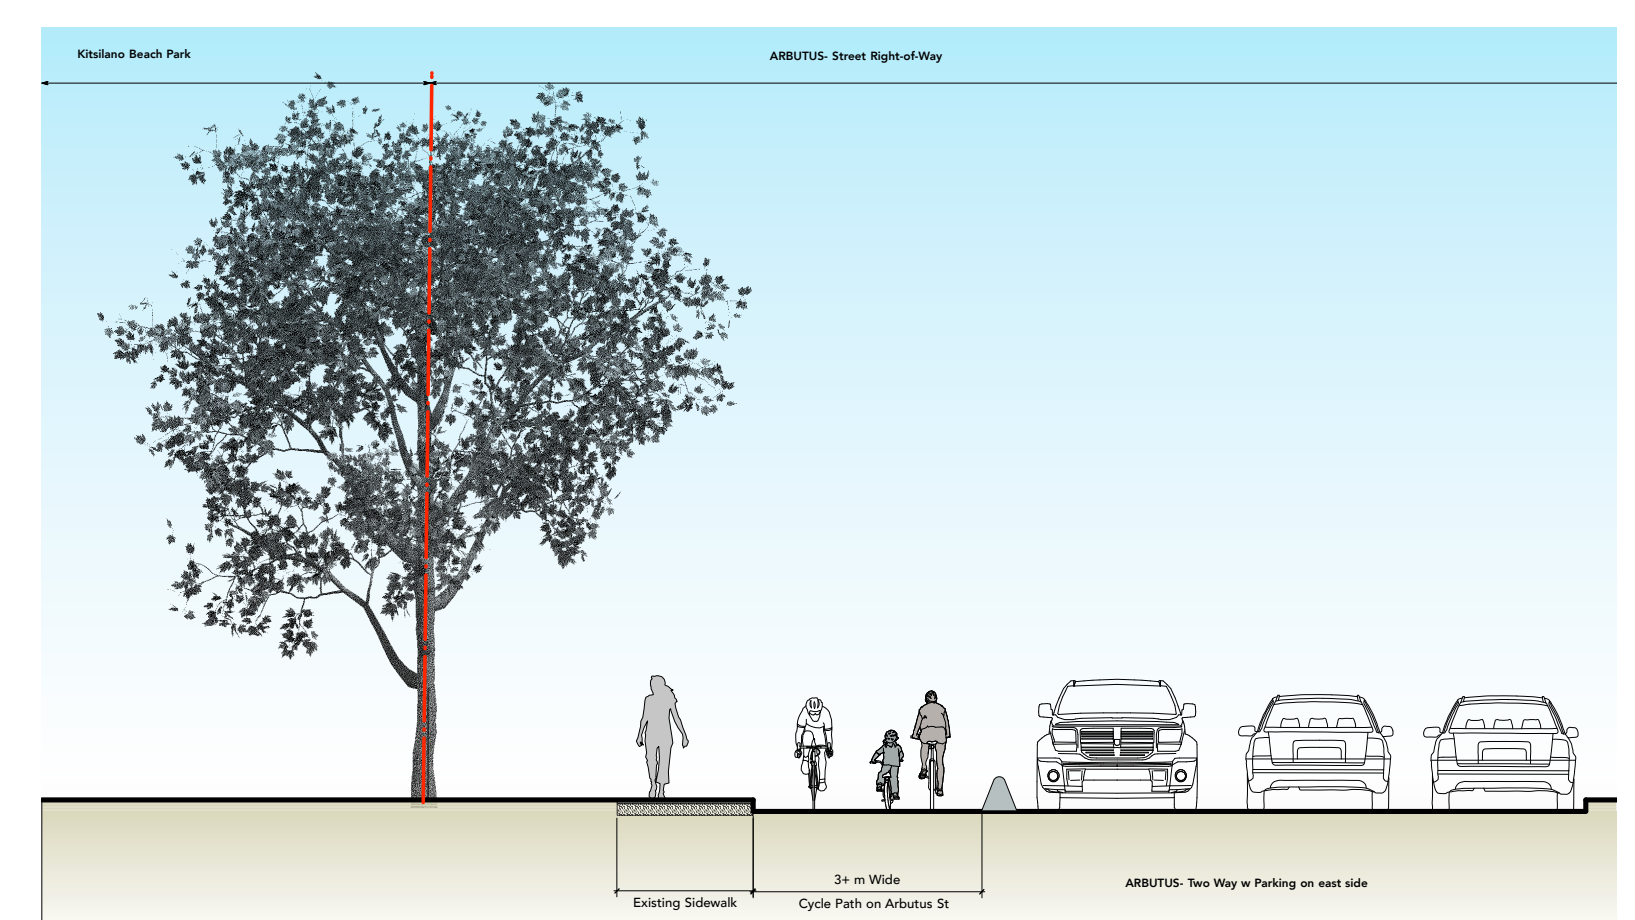 Kitsilano Beach Park
ARBUTUS- Street Right-of-Way
3+ m Wide
ARBUTUS- Two Way w Parking on east side
Existing Sidewalk
Cycle Path on Arbutus St